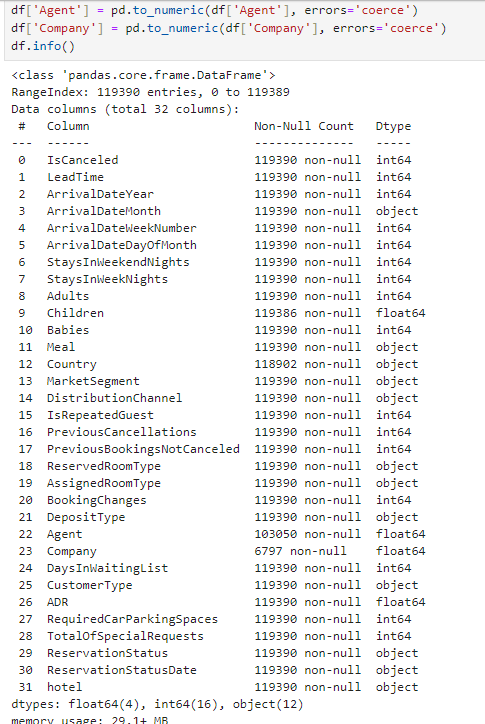 df['Agent'] = pd.to_numeric(df['Agent'], errors='coerce')
df['Company'] = pd.to_numeric(df['Company'], errors='coerce')
df.info()
<class 'pandas.core.frame.DataFrame'>
RangeIndex: 119390 entries, 0 to 119389
Data columns (total 32 columns):
 #   Column                       Non-Null Count   Dtype
---  ------                       --------------   -----
 0   IsCanceled                   119390 non-null  int64
 1   LeadTime                     119390 non-null  int64
 2   ArrivalDateYear              119390 non-null  int64
 3   ArrivalDateMonth             119390 non-null  object
 4   ArrivalDateWeekNumber        119390 non-null  int64
 5   ArrivalDateDayOfMonth        119390 non-null  int64
 6   StaysInWeekendNights         119390 non-null  int64
 7   StaysInWeekNights            119390 non-null  int64
 8   Adults                       119390 non-null  int64
 9   Children                     119386 non-null  float64
 10  Babies                       119390 non-null  int64
 11  Meal                         119390 non-null  object
 12  Country                      118902 non-null  object
 13  MarketSegment                119390 non-null  object
 14  DistributionChannel          119390 non-null  object
 15  IsRepeatedGuest              119390 non-null  int64
 16  PreviousCancellations        119390 non-null  int64
 17  PreviousBookingsNotCanceled  119390 non-null  int64
 18  ReservedRoomType             119390 non-null  object
 19  AssignedRoomType             119390 non-null  object
 20  BookingChanges               119390 non-null  int64
 21  DepositType                  119390 non-null  object
 22  Agent                        103050 non-null  float64
 23  Company                      6797 non-null    float64
 24  DaysInWaitingList            119390 non-null  int64
 25  CustomerType                 119390 non-null  object
 26  ADR                          119390 non-null  float64
 27  RequiredCarParkingSpaces     119390 non-null  int64
 28  TotalOfSpecialRequests       119390 non-null  int64
 29  ReservationStatus            119390 non-null  object
 30  ReservationStatusDate        119390 non-null  object
 31  hotel                        119390 non-null  object
dtypes: float64(4), int64(16), object(12)
memory usage: 29.1+ MB